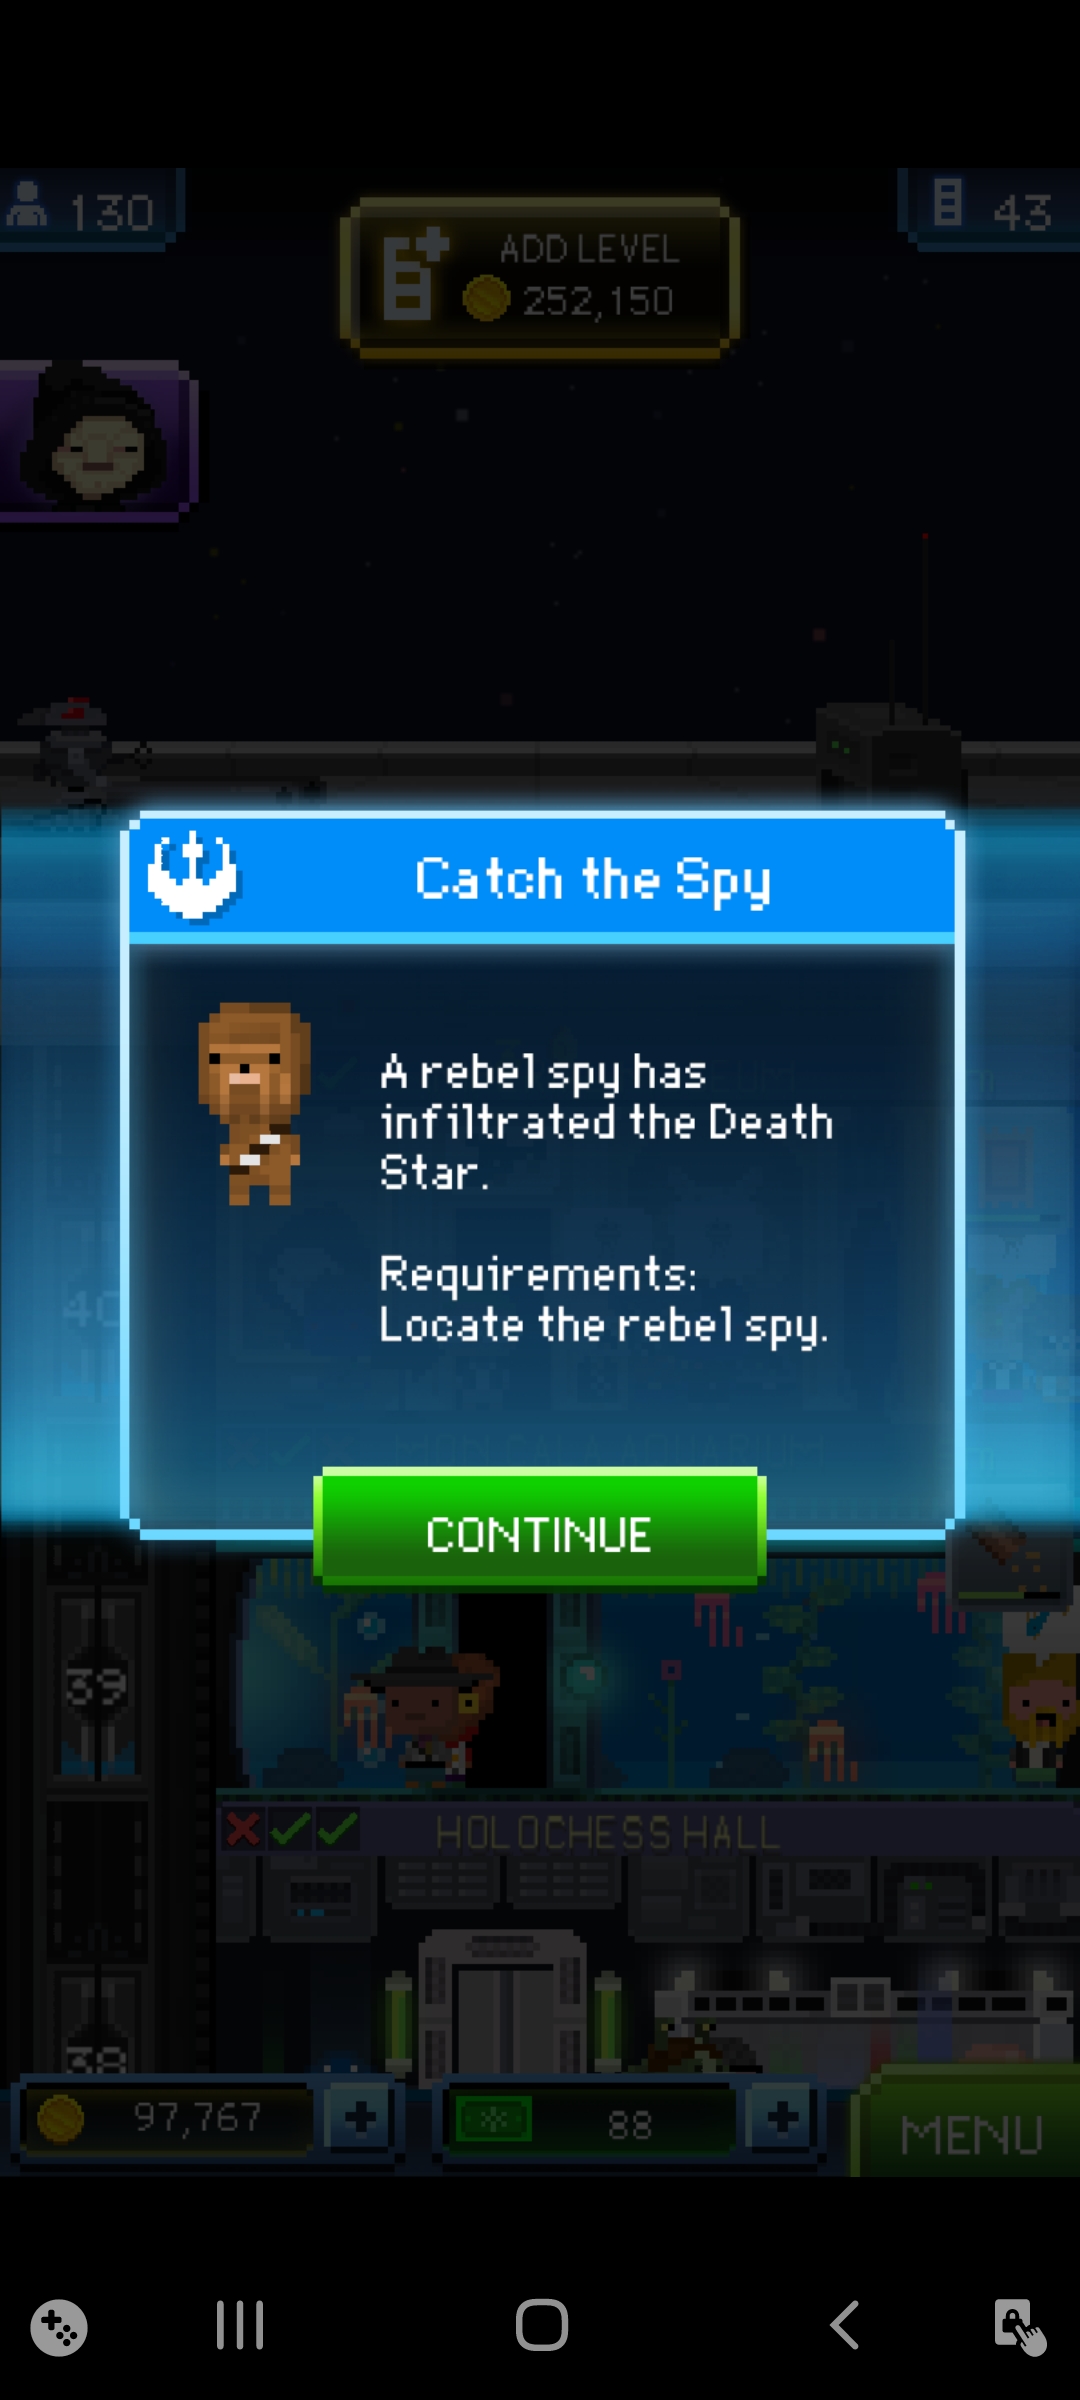 130
ADD LEVEL
252,150
43
Catch the Spy
A rebel spy has
infiltrated the Death
Star.
Requirements:
Locate the rebel spy.
40
CONTINUE
39
HOLOCHESS HALL
38
97,767
88
MENU